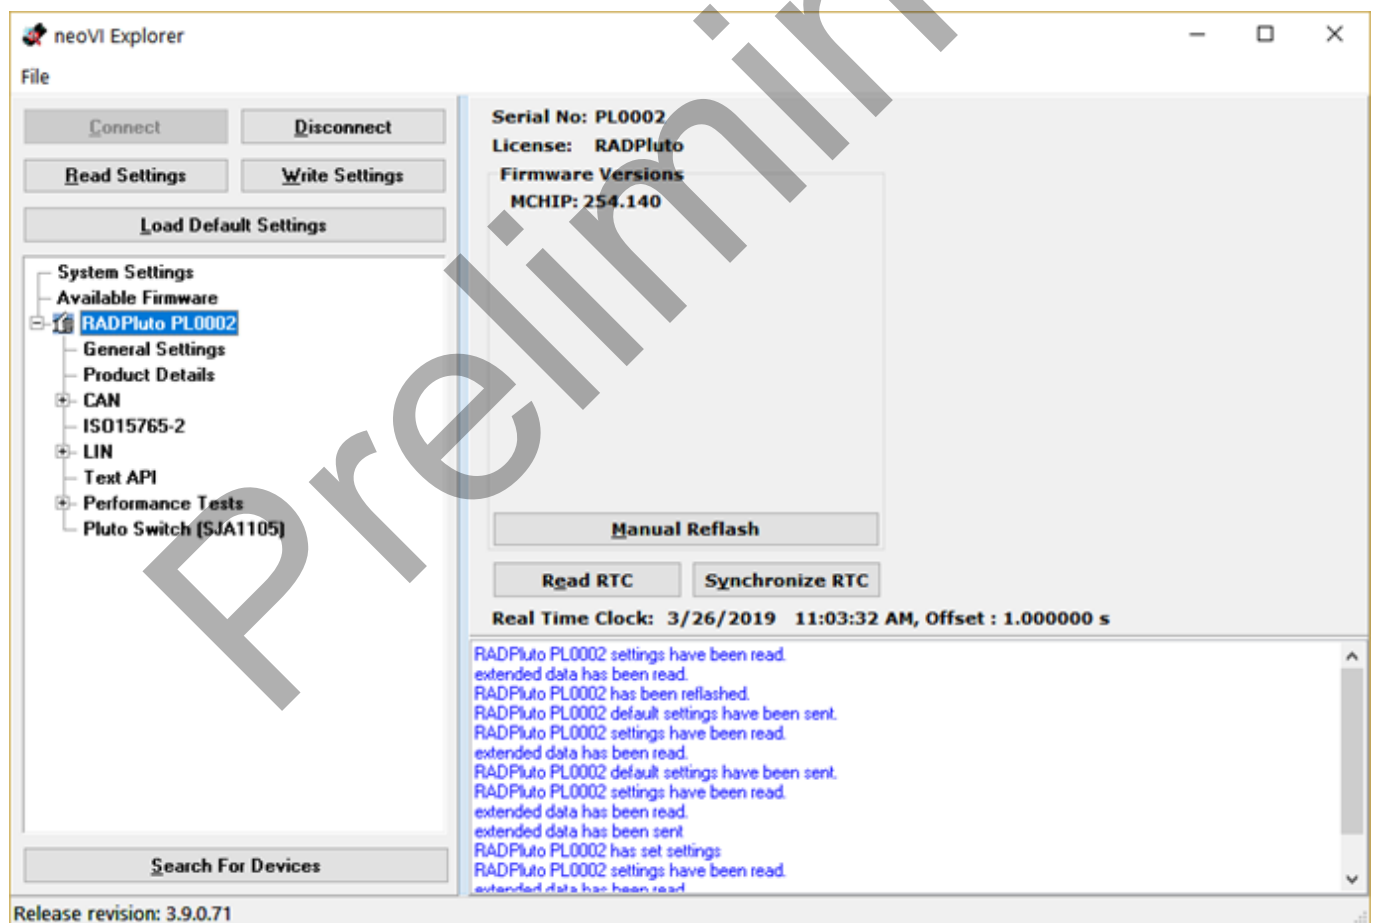 neoVI Explorer
File
Connect
Disconnect
Read Settings
Write Settings
Load Default Settings
System Settings
Available Firmware
RADPluto PL0002
General Settings
Product Details
CAN
ISO15765-2
LIN
Text API
Performance Tests
Pluto Switch (SJA1105)
Search For Devices
Serial No: PL0002
License: RADPluto
Firmware Versions
MCHIP: 254.140
Manual Reflash
Read RTC
Synchronize RTC
Real Time Clock: 3/26/2019 11:03:32 AM, Offset : 1.000000 s
RADPluto PL0002 settings have been read.
extended data has been read.
RADPluto PL0002 has been reflashed.
RADPluto PL0002 default settings have been sent.
RADPluto PL0002 settings have been read.
extended data has been read.
RADPluto PL0002 default settings have been sent.
RADPluto PL0002 settings have been read.
extended data has been read.
extended data has been sent
RADPluto PL0002 has set settings
RADPluto PL0002 settings have been read.
extended data has been read
Release revision: 3.9.0.71
Prelimin